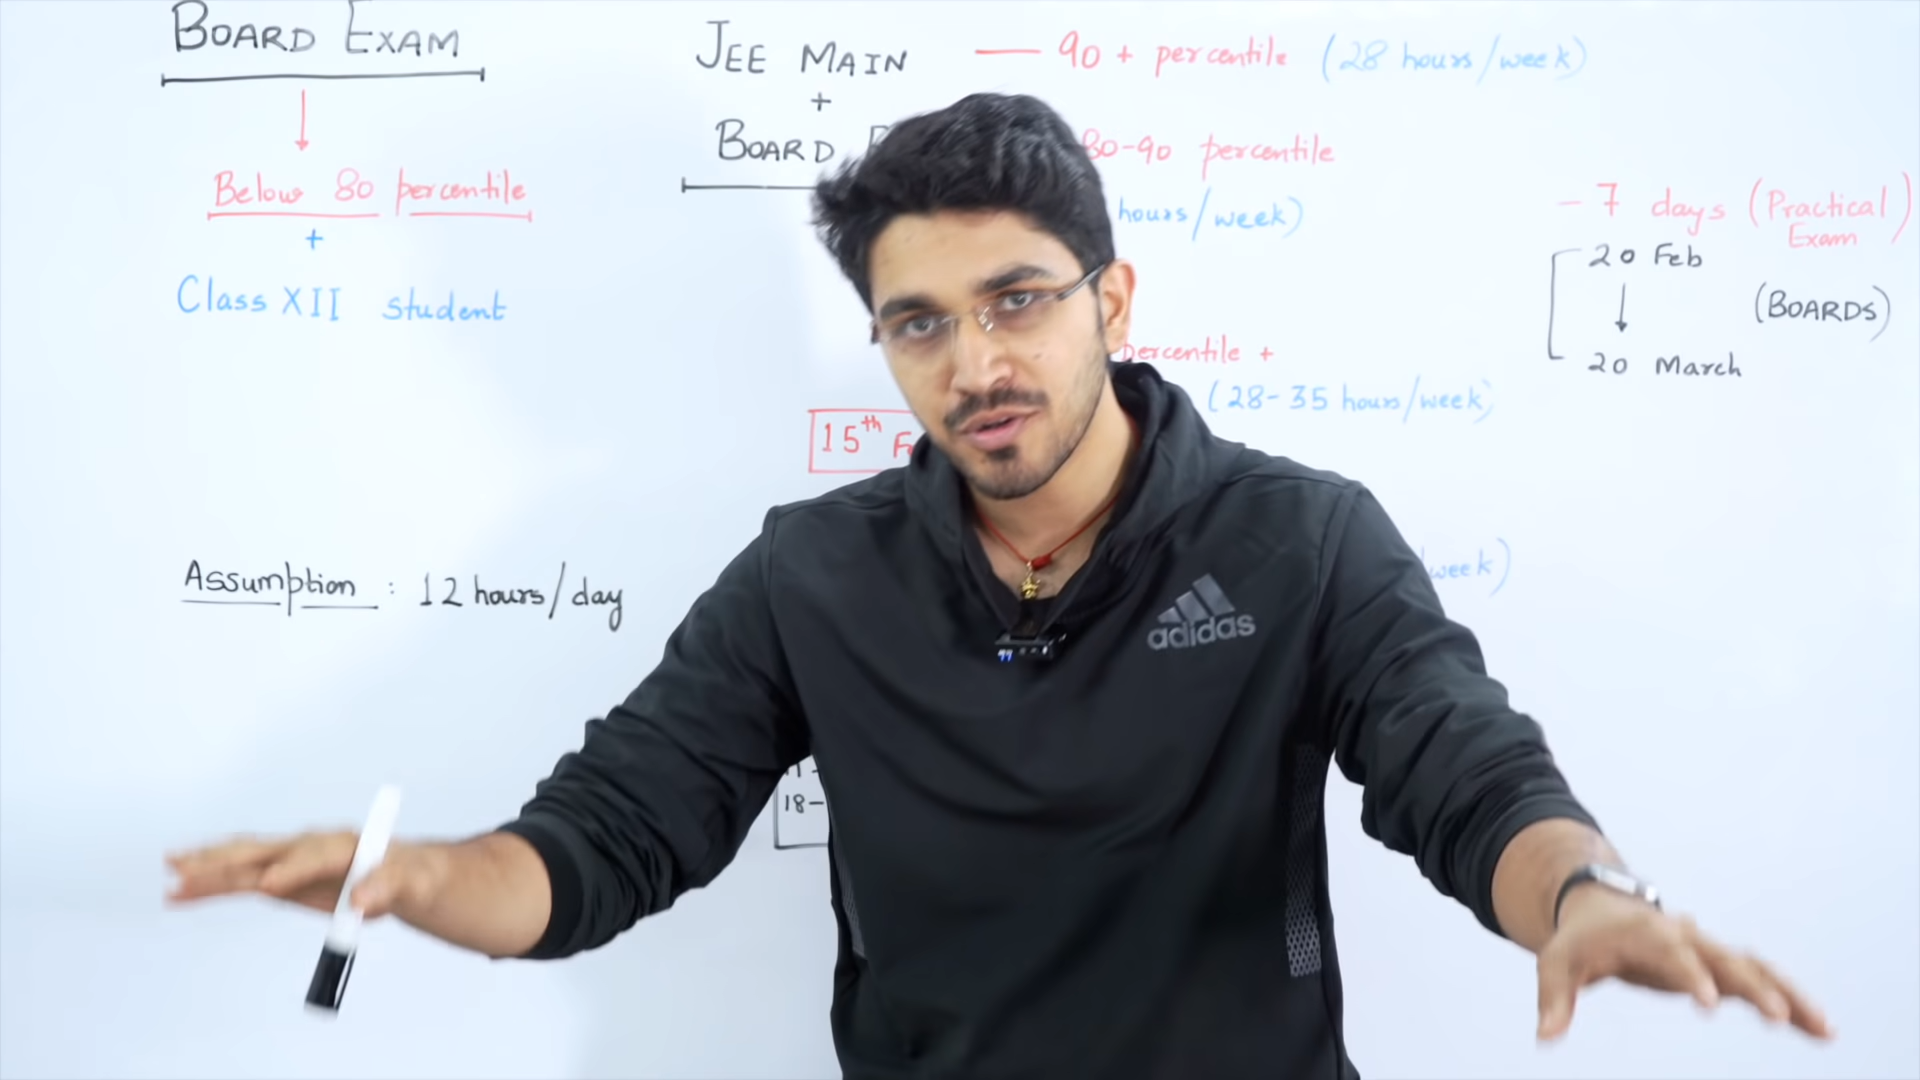 BOARD EXAM
Below 80 percentile
+
Class XII student
Assumption : 12 hours/day
JEE MAIN — 90 + percentile (28 hours/week)
+
BOARD
80-90 percentile
hours/week)
percentile +
(28-35 hours/week)
15th
week)
18-
- 7 days (Practical Exam)
20 Feb
↓
20 March
(BOARDS)
adidas